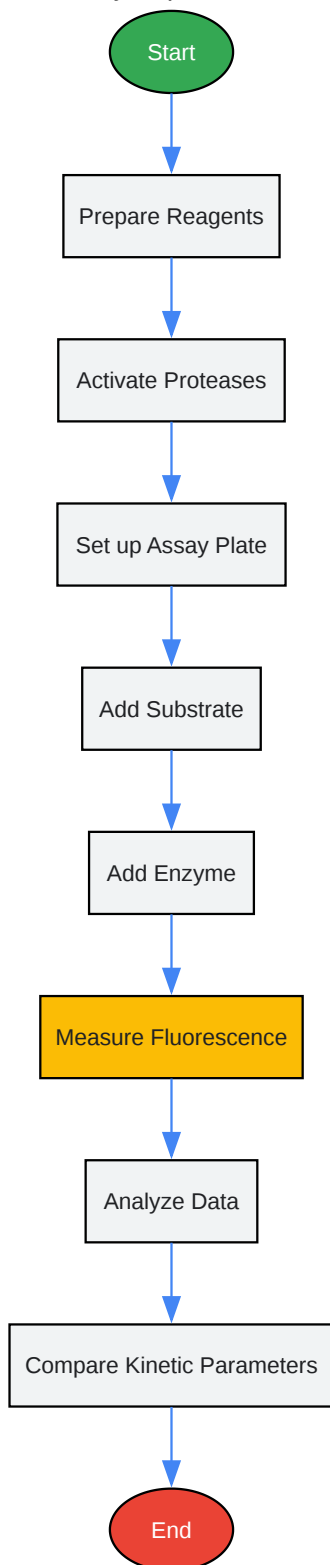 Start
Prepare Reagents
Activate Proteases
Set up Assay Plate
Add Substrate
Add Enzyme
Measure Fluorescence
Analyze Data
Compare Kinetic Parameters
End